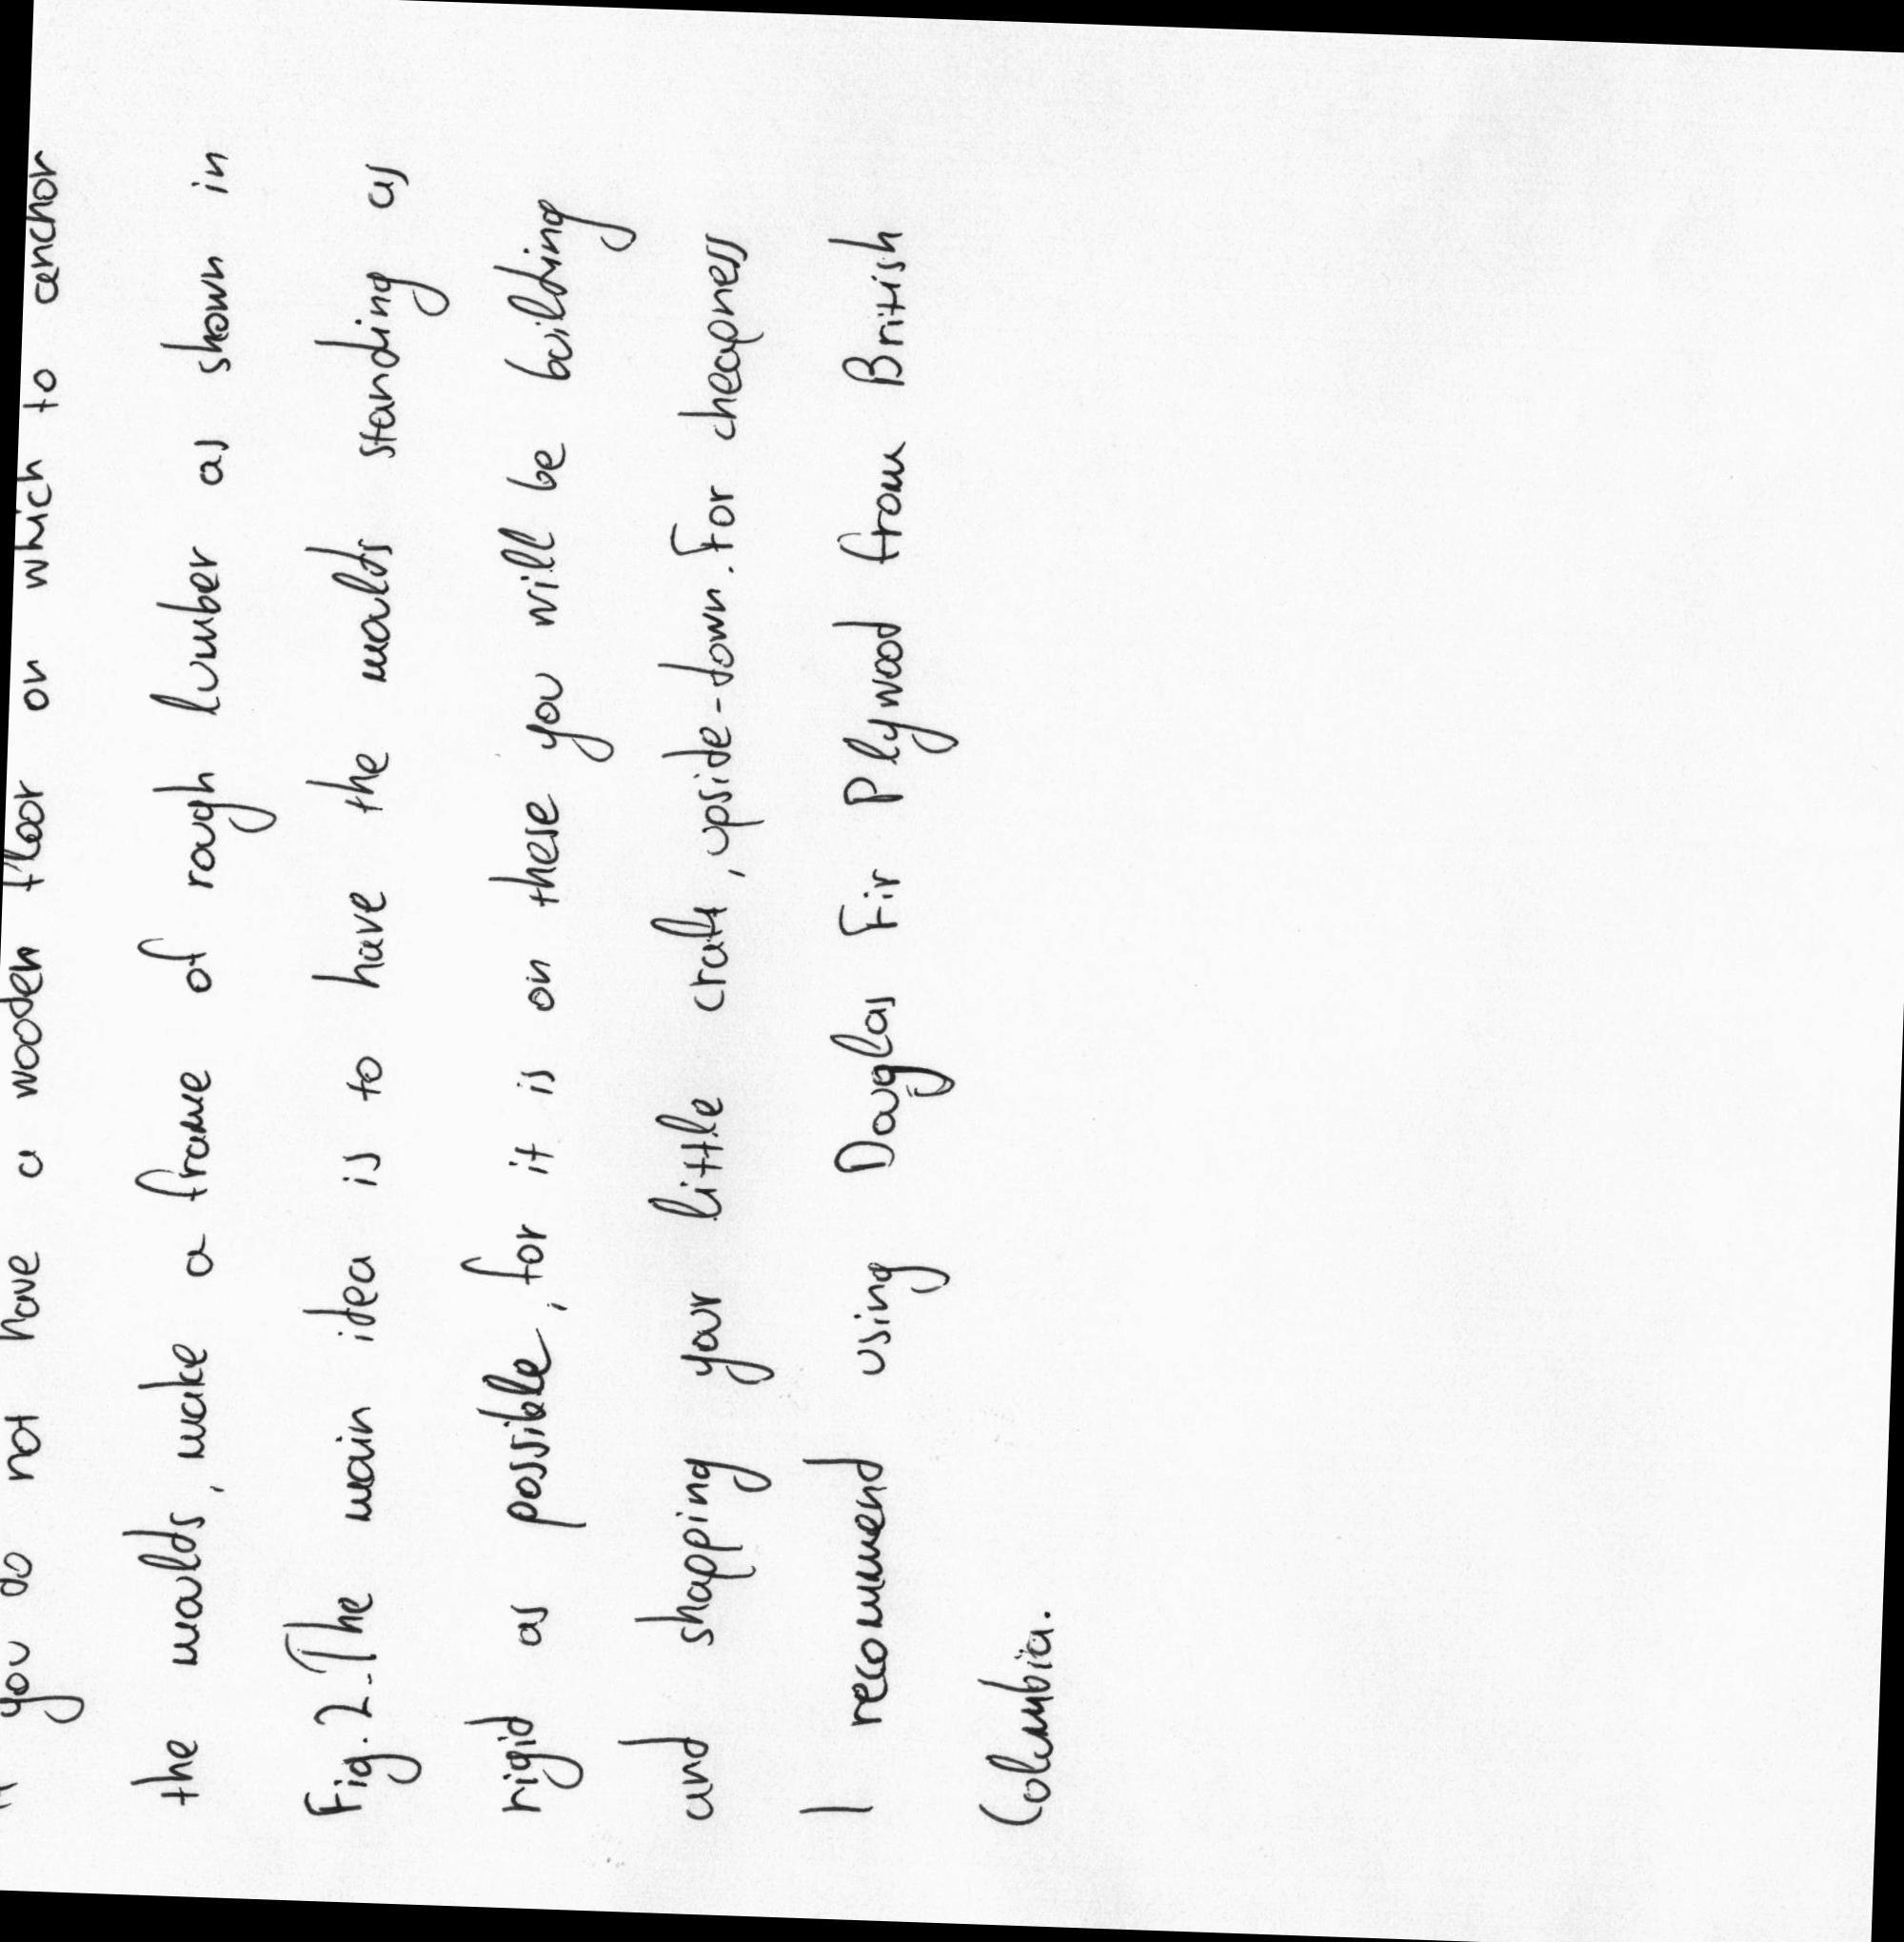 you do not have a wooden floor on which to anchor
the moulds, make a frame of rough lumber as shown in
Fig. 2. The main idea is to have the moulds standing as
rigid as possible, for it is on these you will be building
and shapping your little craft, upside-down. For cheapness
I recommend using Douglas Fir Plywood from British
Columbia.